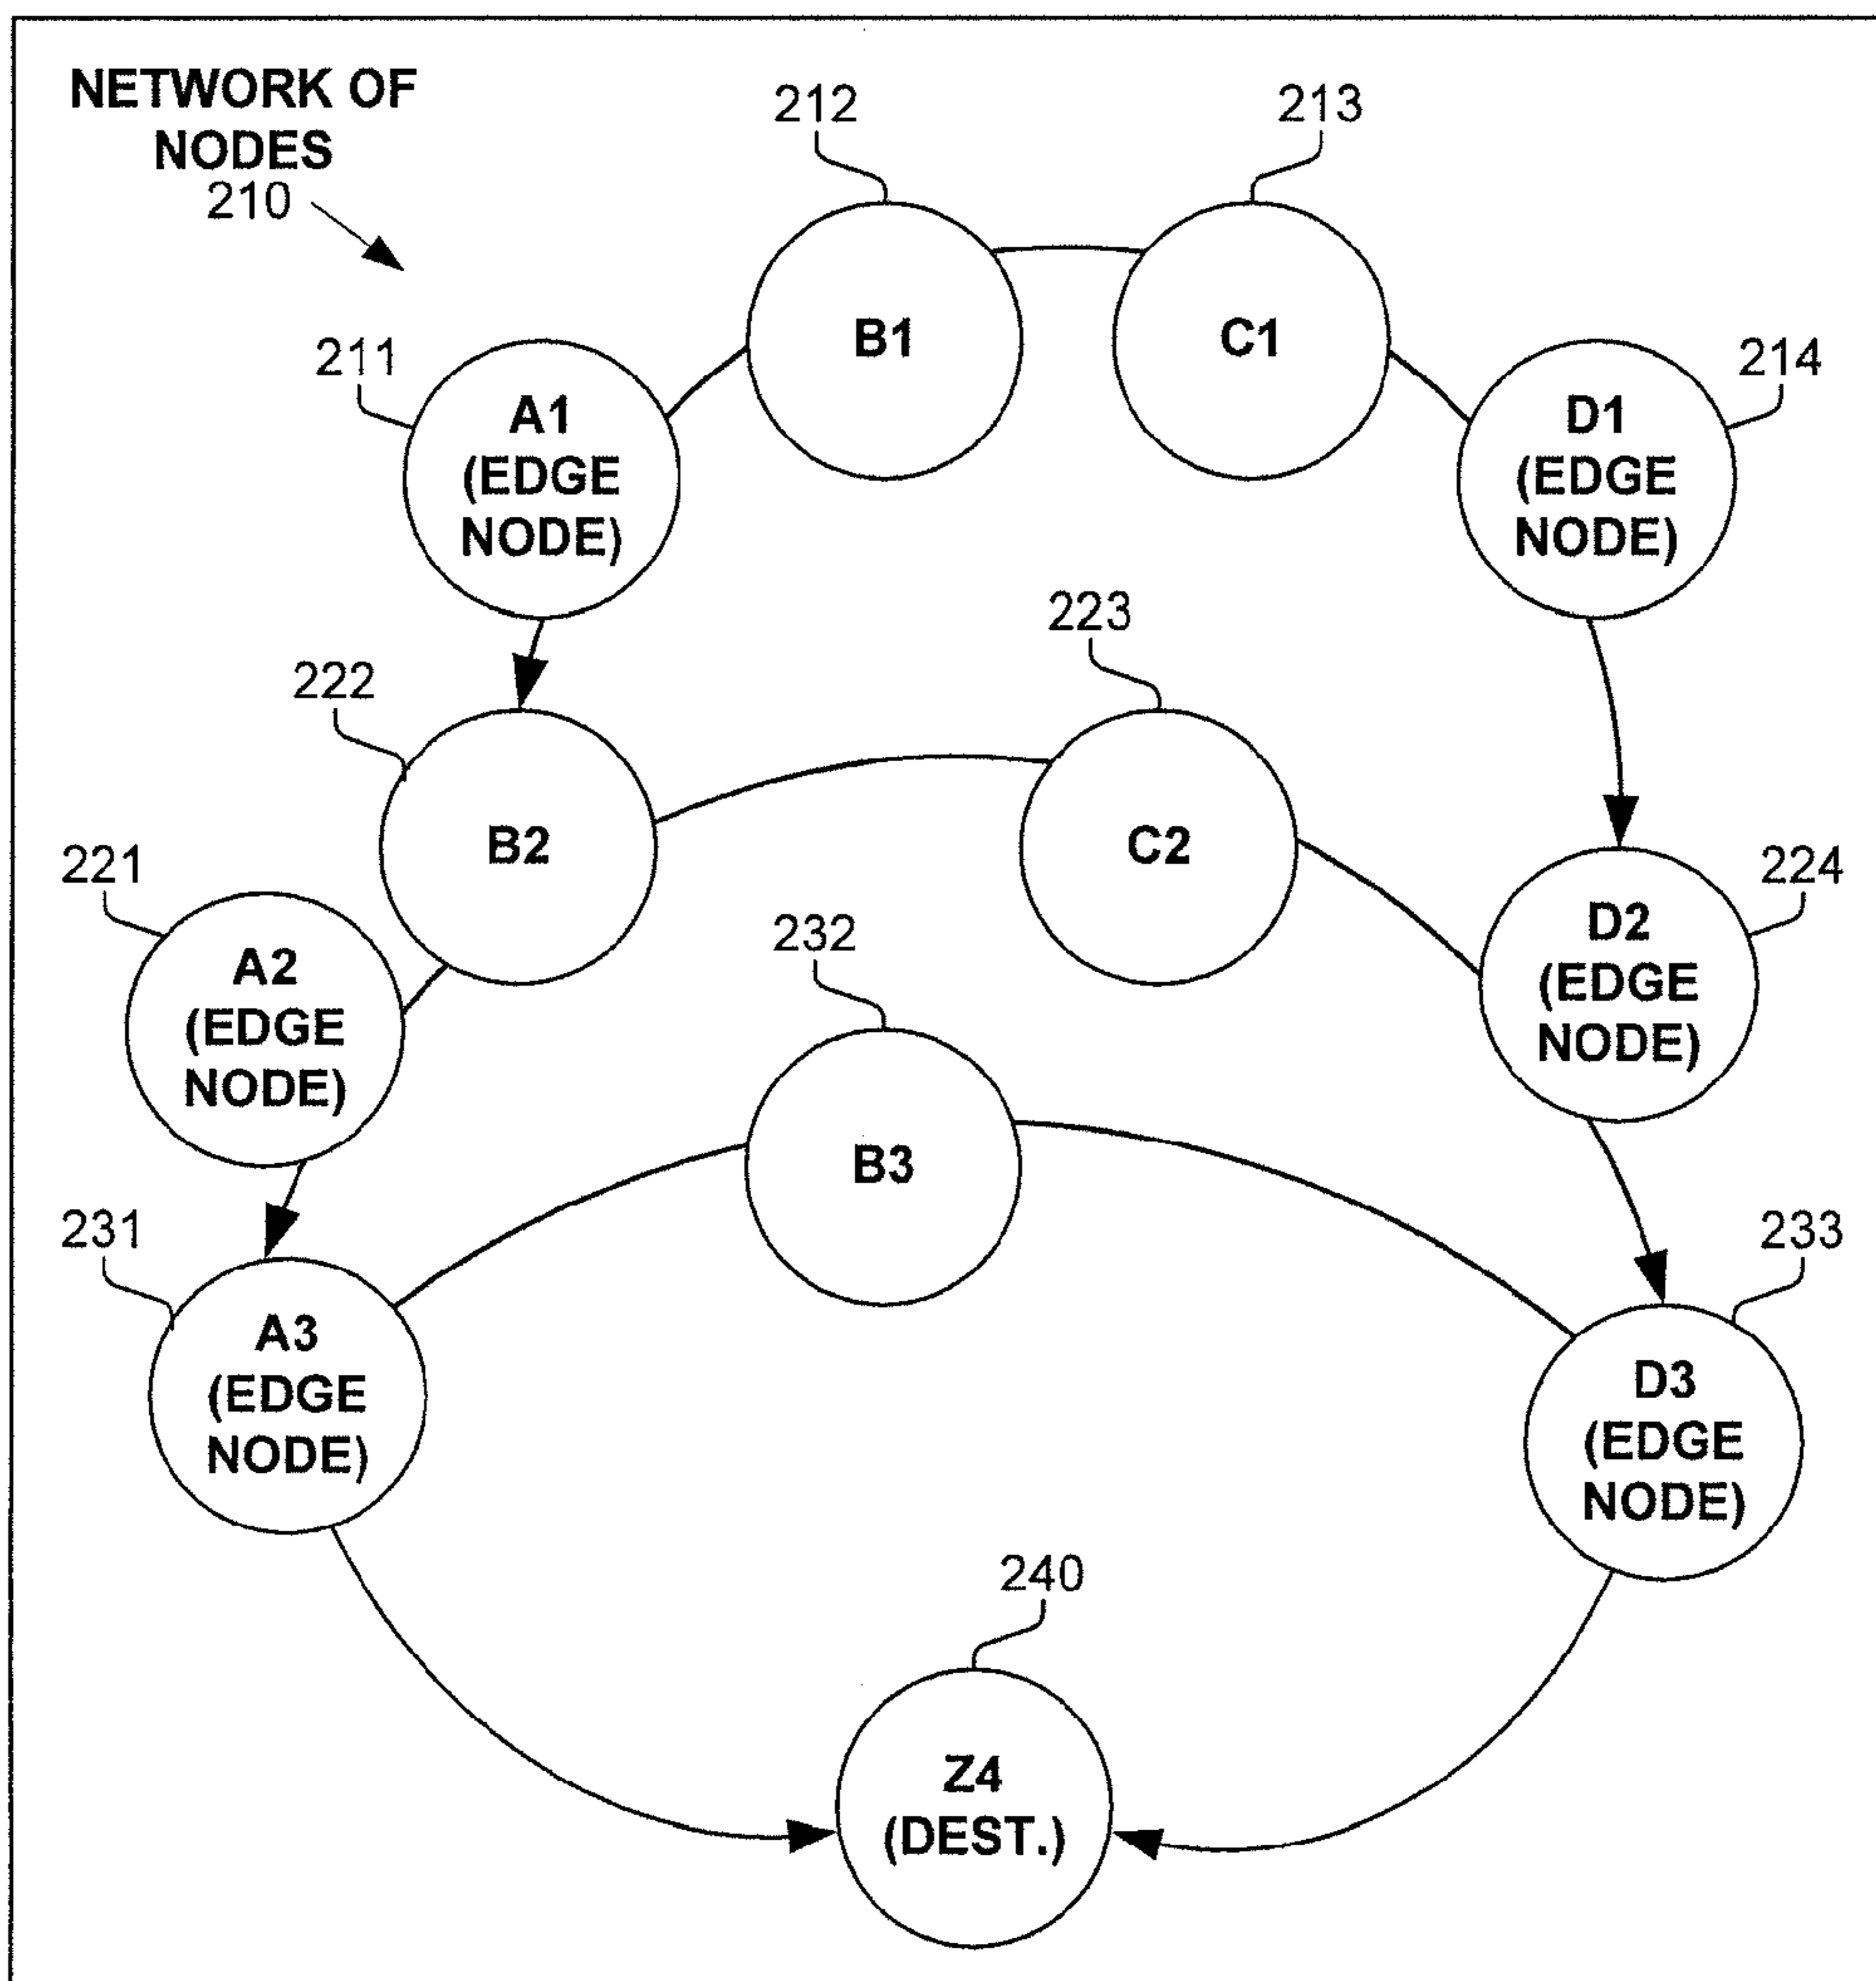 NETWORK OF
NODES
210
212
213
B1
C1
211
A1
(EDGE
NODE)
214
D1
(EDGE
NODE)
222
223
B2
C2
221
A2
(EDGE
NODE)
224
D2
(EDGE
NODE)
232
B3
231
A3
(EDGE
NODE)
233
D3
(EDGE
NODE)
240
Z4
(DEST.)